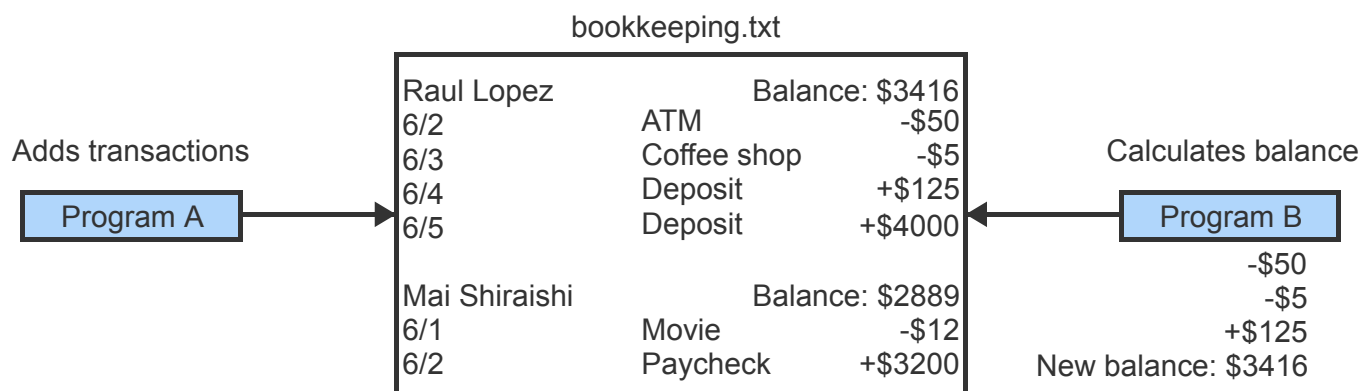 bookkeeping.txt
Adds transactions
Program A
Raul Lopez Balance: $3416
6/2 ATM -$50
6/3 Coffee shop -$5
6/4 Deposit +$125
6/5 Deposit +$4000
Mai Shiraishi Balance: $2889
6/1 Movie -$12
6/2 Paycheck +$3200
Calculates balance
Program B
-$50
-$5
+$125
New balance: $3416